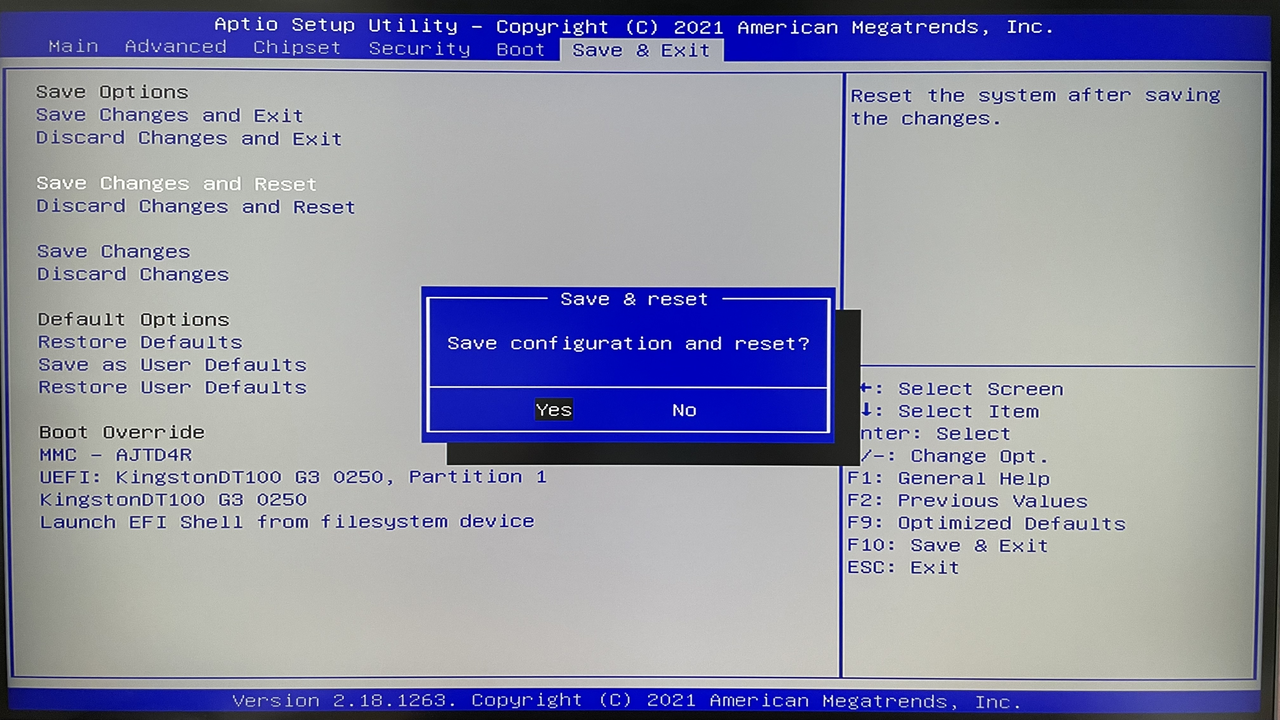 Aptio Setup Utility – Copyright (C) 2021 American Megatrends, Inc.
Main Advanced Chipset Security Boot Save & Exit
Save Options
Save Changes and Exit
Discard Changes and Exit
Save Changes and Reset
Discard Changes and Reset
Save Changes
Discard Changes
Default Options
Restore Defaults
Save as User Defaults
Restore User Defaults
Boot Override
MMC – AJTD4R
UEFI: KingstonDT100 G3 0250, Partition 1
KingstonDT100 G3 0250
Launch EFI Shell from filesystem device
Save & reset
Save configuration and reset?
Yes No
Reset the system after saving
the changes.
←: Select Screen
↓: Select Item
nter: Select
/–: Change Opt.
F1: General Help
F2: Previous Values
F9: Optimized Defaults
F10: Save & Exit
ESC: Exit
Version 2.18.1263. Copyright (C) 2021 American Megatrends, Inc.